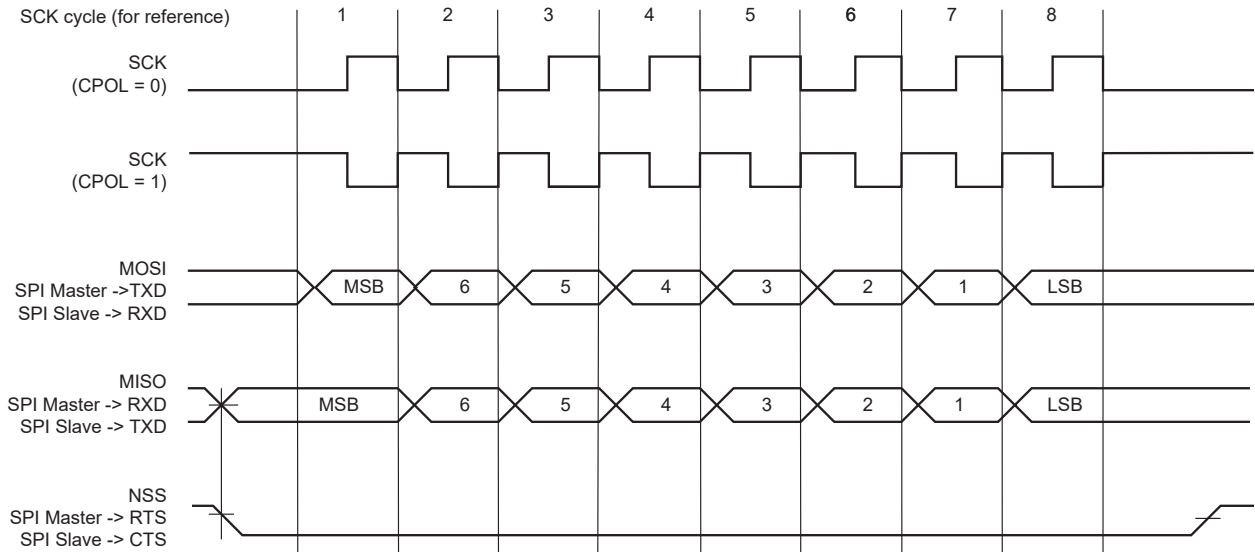 SCK cycle (for reference)
1 2 3 4 5 6 7 8
SCK
(CPOL = 0)
SCK
(CPOL = 1)
MOSI
SPI Master ->TXD
SPI Slave -> RXD
MSB 6 5 4 3 2 1 LSB
MISO
SPI Master -> RXD
SPI Slave -> TXD
MSB 6 5 4 3 2 1 LSB
NSS
SPI Master -> RTS
SPI Slave -> CTS